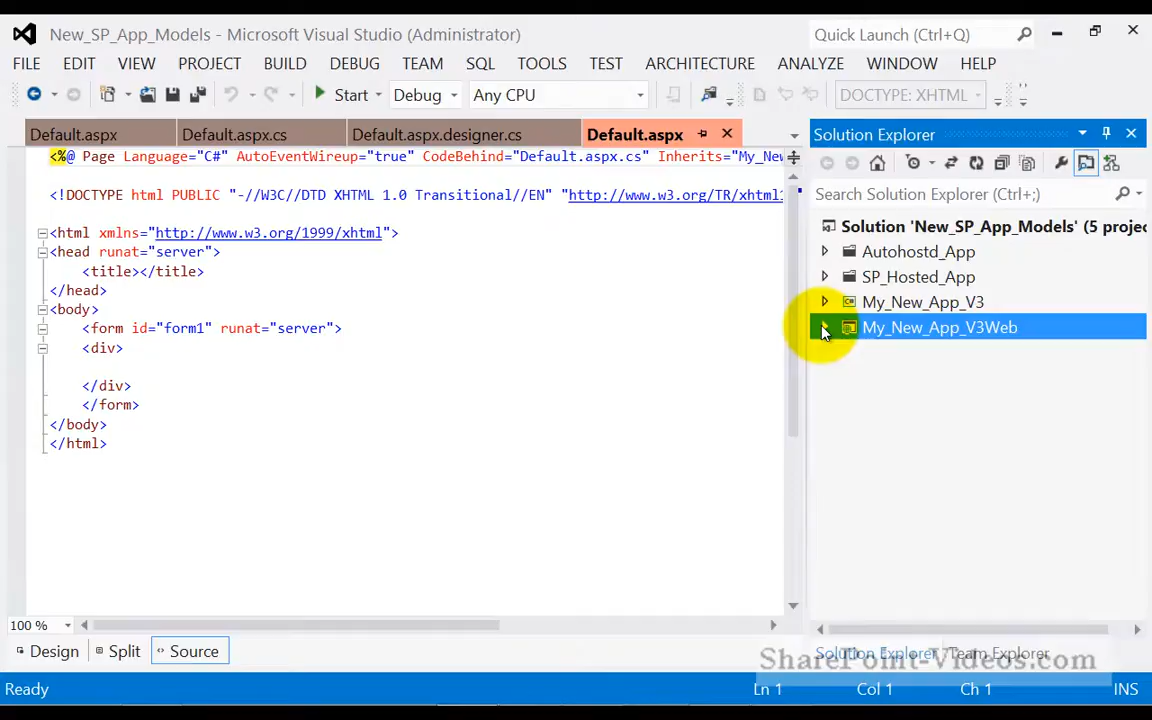 New_SP_App_Models - Microsoft Visual Studio (Administrator)
Quick Launch (Ctrl+Q)
FILE EDIT VIEW PROJECT BUILD DEBUG TEAM SQL TOOLS TEST ARCHITECTURE ANALYZE WINDOW HELP
Start Debug Any CPU DOCTYPE: XHTML
Default.aspx Default.aspx.cs Default.aspx.designer.cs Default.aspx
<%@ Page Language="C#" AutoEventWireup="true" CodeBehind="Default.aspx.cs" Inherits="My_Ne
<!DOCTYPE html PUBLIC "-//W3C//DTD XHTML 1.0 Transitional//EN" "http://www.w3.org/TR/xhtml1
<html xmlns="http://www.w3.org/1999/xhtml">
<head runat="server">
<title></title>
</head>
<body>
<form id="form1" runat="server">
<div>
</div>
</form>
</body>
</html>
100 %
Design Split Source
Solution Explorer
Search Solution Explorer (Ctrl+;)
Solution 'New_SP_App_Models' (5 projec
Autohostd_App
SP_Hosted_App
My_New_App_V3
My_New_App_V3Web
Solution Explorer Team Explorer
SharePoint-Videos.com
Ready Ln 1 Col 1 Ch 1 INS